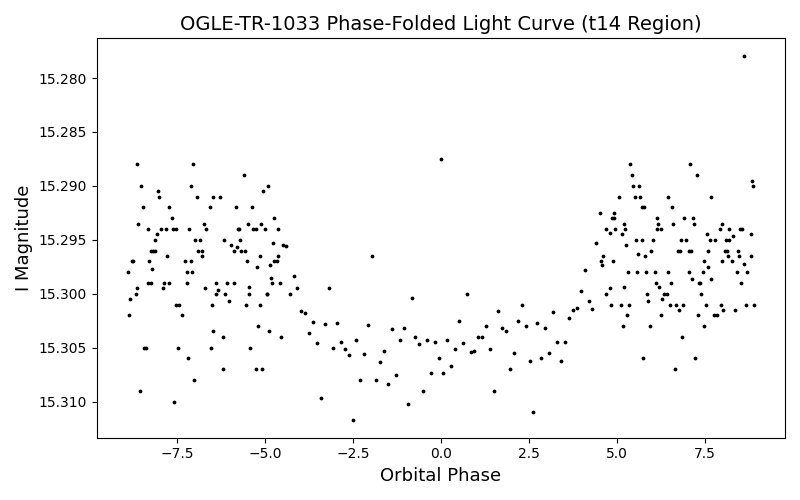 OGLE-TR-1033 Phase-Folded Light Curve (t14 Region)
I Magnitude
15.280
15.285
15.290
15.295
15.300
15.305
15.310
−7.5 −5.0 −2.5 0.0 2.5 5.0 7.5
Orbital Phase